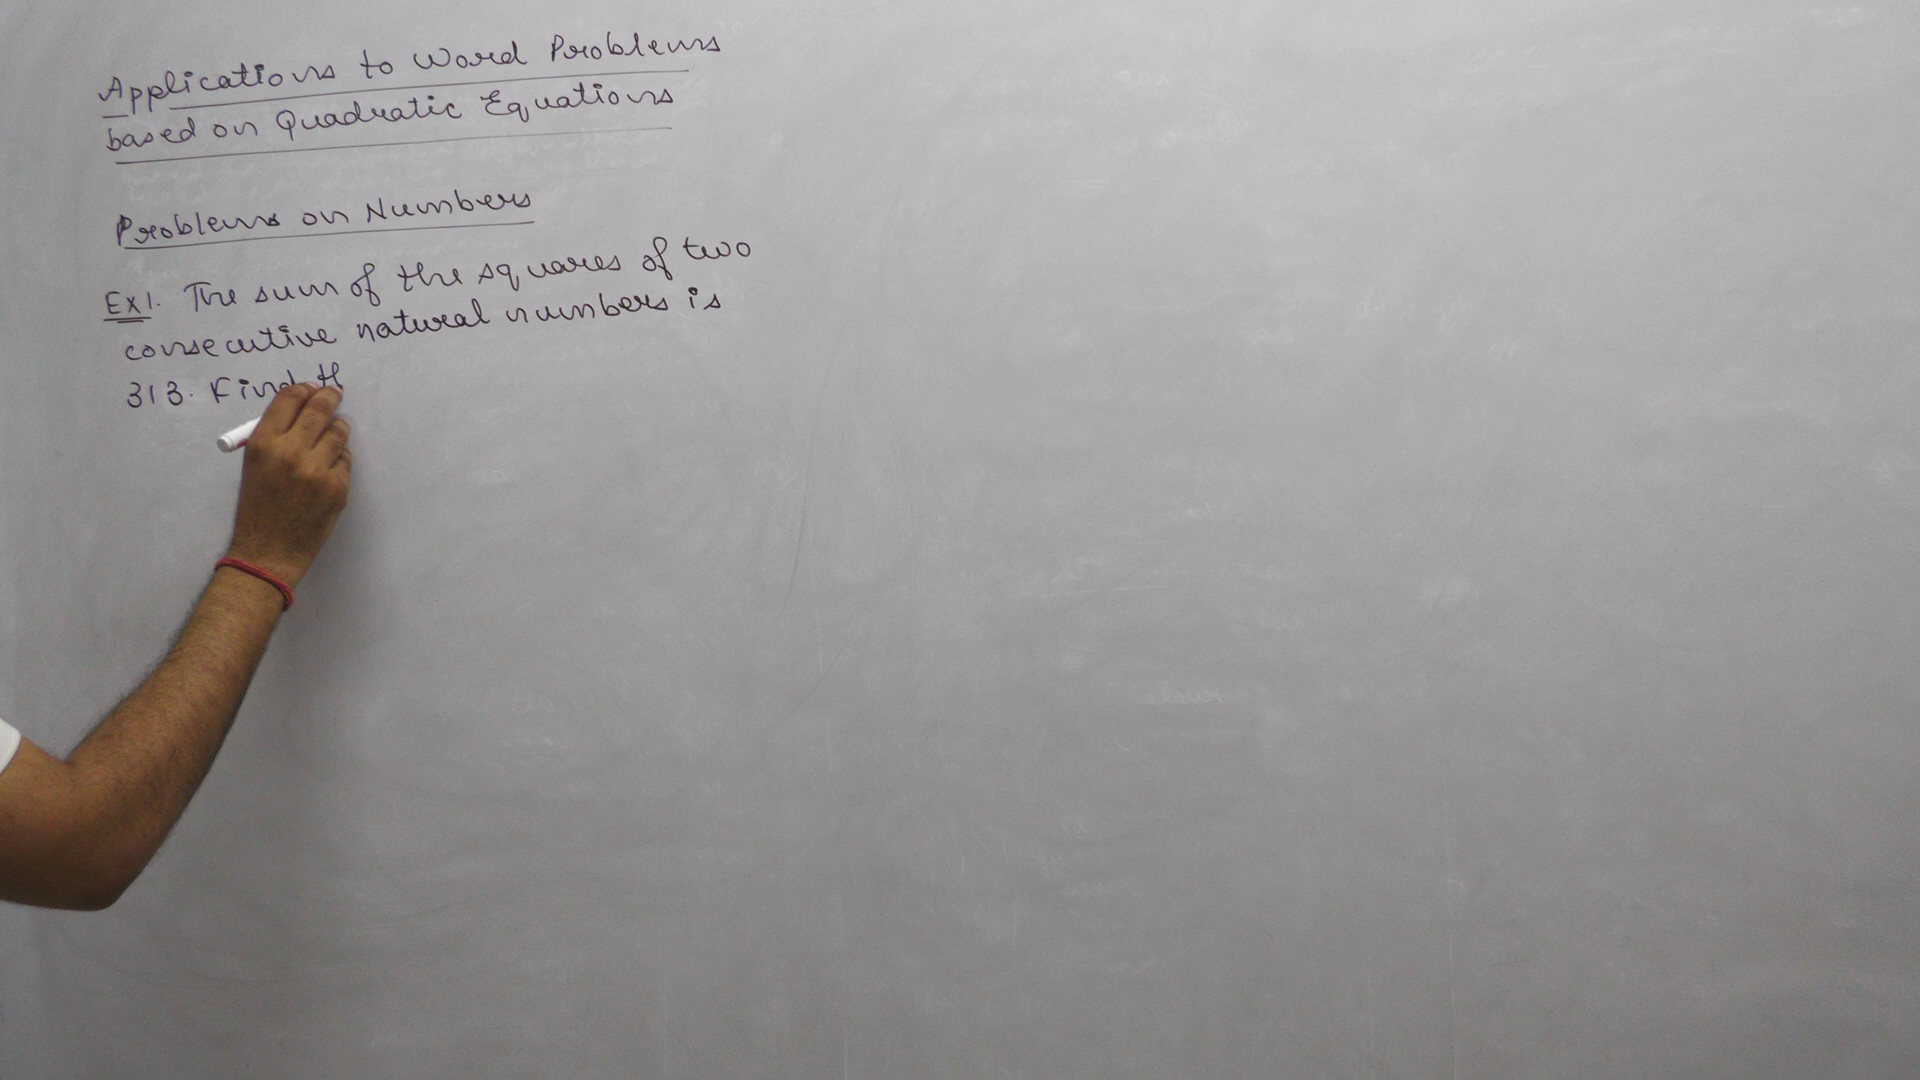 Applications to Word Problems
based on Quadratic Equations
Problems on Numbers
Ex1. The sum of the squares of two
consecutive natural numbers is
313. Find th